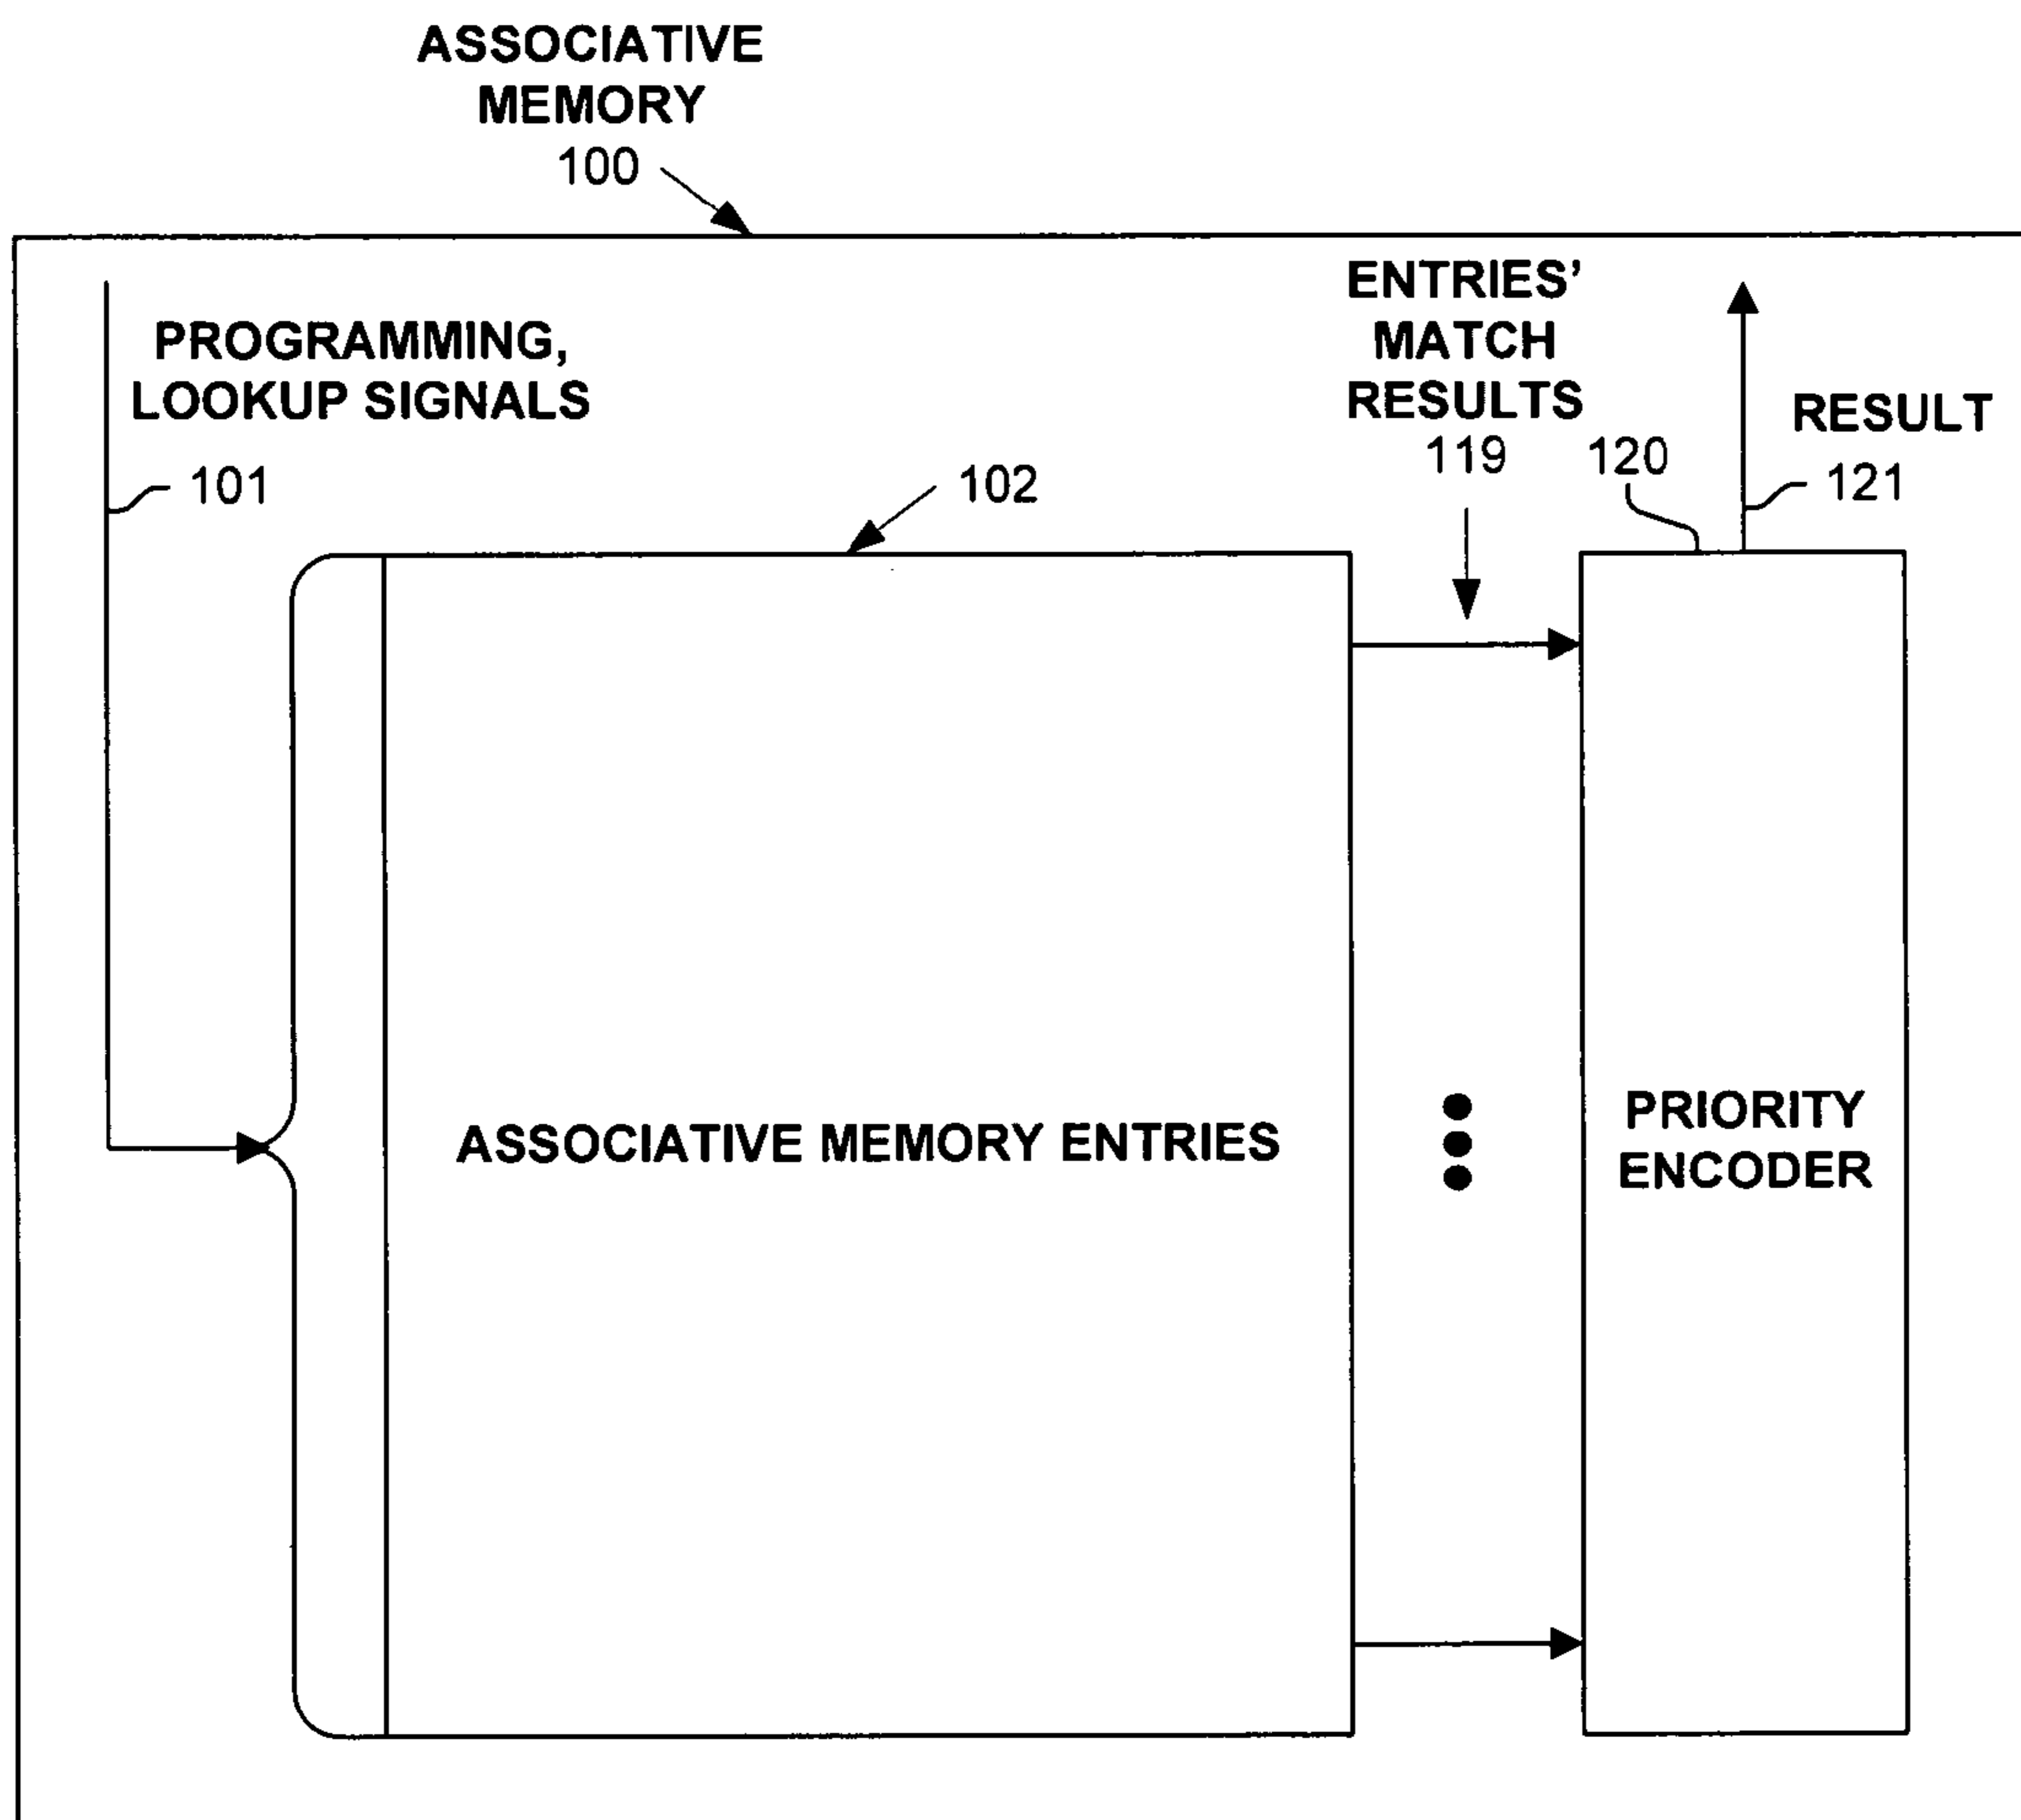 ASSOCIATIVE
MEMORY
100
PROGRAMMING,
LOOKUP SIGNALS
101
102
ENTRIES’
MATCH
RESULTS
119
120
RESULT
121
ASSOCIATIVE MEMORY ENTRIES
PRIORITY
ENCODER